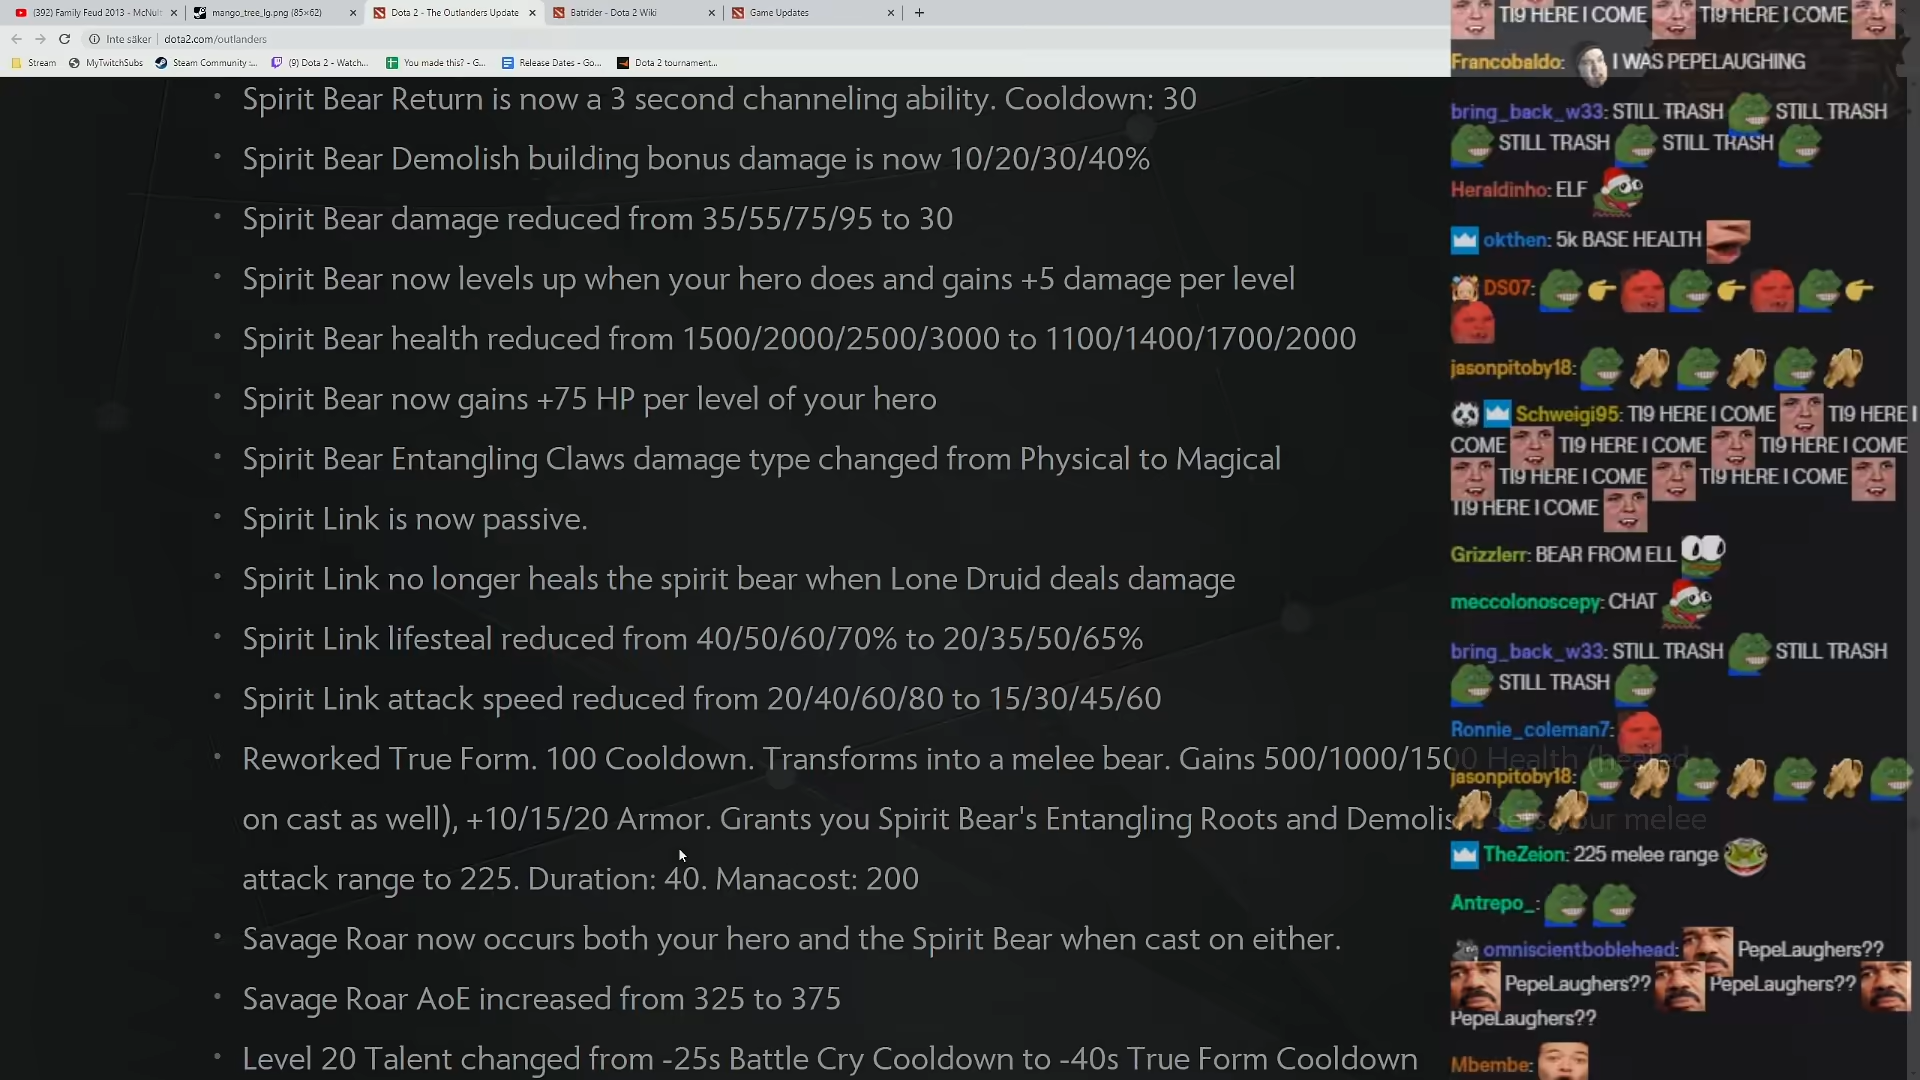 (392) Family Feud 2013 - McNult
mango_tree_lg.png (85×62)
Dota 2 - The Outlanders Update
Batrider - Dota 2 Wiki
Game Updates
Inte säker
dota2.com/outlanders
Stream
MyTwitchSubs
Steam Community :...
(9) Dota 2 - Watch...
You made this? - G...
Release Dates - Go...
Dota 2 tournament...
Spirit Bear Return is now a 3 second channeling ability. Cooldown: 30
Spirit Bear Demolish building bonus damage is now 10/20/30/40%
Spirit Bear damage reduced from 35/55/75/95 to 30
Spirit Bear now levels up when your hero does and gains +5 damage per level
Spirit Bear health reduced from 1500/2000/2500/3000 to 1100/1400/1700/2000
Spirit Bear now gains +75 HP per level of your hero
Spirit Bear Entangling Claws damage type changed from Physical to Magical
Spirit Link is now passive.
Spirit Link no longer heals the spirit bear when Lone Druid deals damage
Spirit Link lifesteal reduced from 40/50/60/70% to 20/35/50/65%
Spirit Link attack speed reduced from 20/40/60/80 to 15/30/45/60
Reworked True Form. 100 Cooldown. Transforms into a melee bear. Gains 500/1000/1500 Health (healed
on cast as well), +10/15/20 Armor. Grants you Spirit Bear's Entangling Roots and Demolis Sets your melee
attack range to 225. Duration: 40. Manacost: 200
Savage Roar now occurs both your hero and the Spirit Bear when cast on either.
Savage Roar AoE increased from 325 to 375
Level 20 Talent changed from -25s Battle Cry Cooldown to -40s True Form Cooldown
TI9 HERE I COME TI9 HERE I COME
Francobaldo: I WAS PEPELAUGHING
bring_back_w33: STILL TRASH STILL TRASH
STILL TRASH STILL TRASH
Heraldinho: ELF
okthen: 5k BASE HEALTH
DS07:
jasonpitoby18:
Schweigi95: TI9 HERE I COME TI9 HERE I
COME TI9 HERE I COME TI9 HERE I COME
TI9 HERE I COME TI9 HERE I COME
TI9 HERE I COME
Grizzlerr: BEAR FROM ELL
meccolonoscepy: CHAT
bring_back_w33: STILL TRASH STILL TRASH
STILL TRASH
Ronnie_coleman7:
jasonpitoby18:
TheZeion: 225 melee range
Antrepo_:
omniscientboblehead: PepeLaughers??
PepeLaughers?? PepeLaughers??
PepeLaughers??
Mbembe: